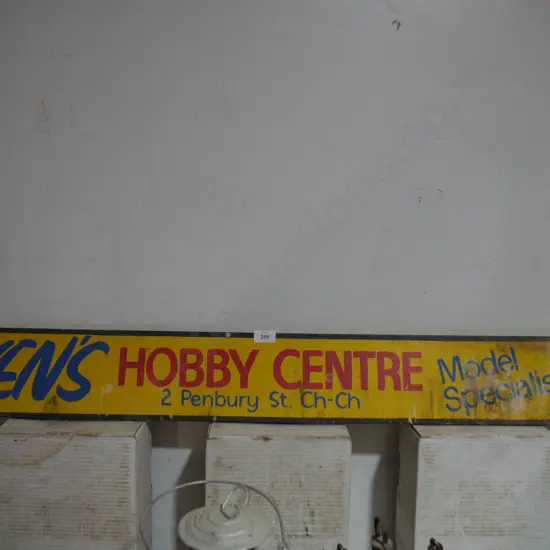 EN'S HOBBY CENTRE
2 Penbury St. Ch-Ch
Model
Specialis